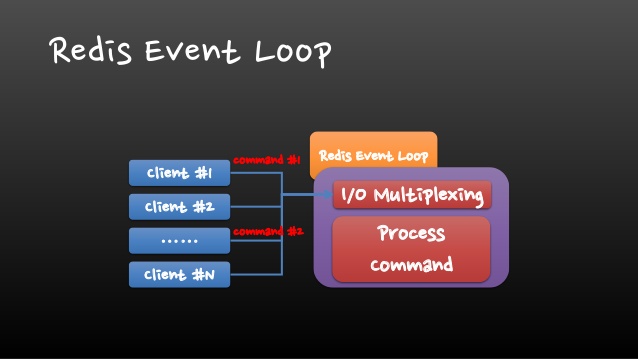 Redis Event Loop
command #1
Redis Event Loop
Client #1
I/O Multiplexing
Client #2
command #2
......
Process
command
Client #N